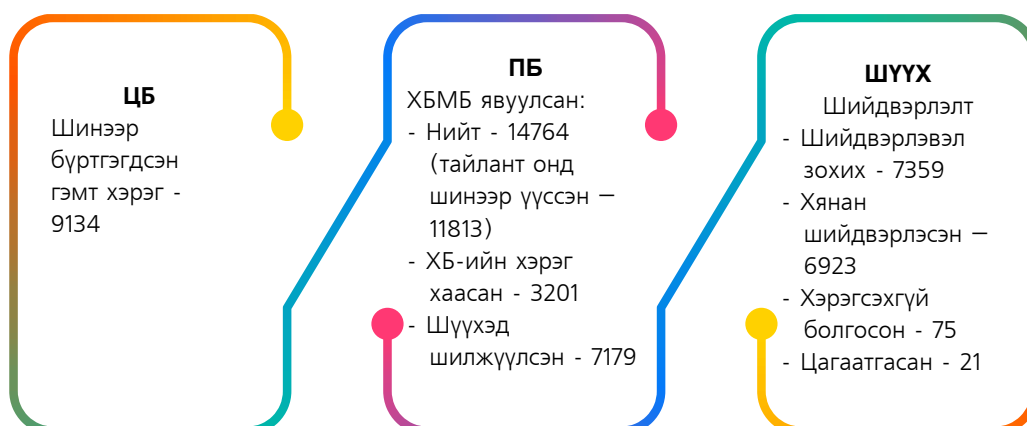 ЦБ
Шинээр
бүртгэгдсэн
гэмт хэрэг -
9134
ПБ
ХБМБ явуулсан:
- Нийт - 14764
(тайлант онд
шинээр үүссэн –
11813)
- ХБ-ийн хэрэг
хаасан - 3201
- Шүүхэд
шилжүүлсэн - 7179
ШҮҮХ
Шийдвэрлэлт
- Шийдвэрлэвэл
зохих - 7359
- Хянан
шийдвэрлэсэн –
6923
- Хэрэгсэхгүй
болгосон - 75
- Цагаатгасан - 21